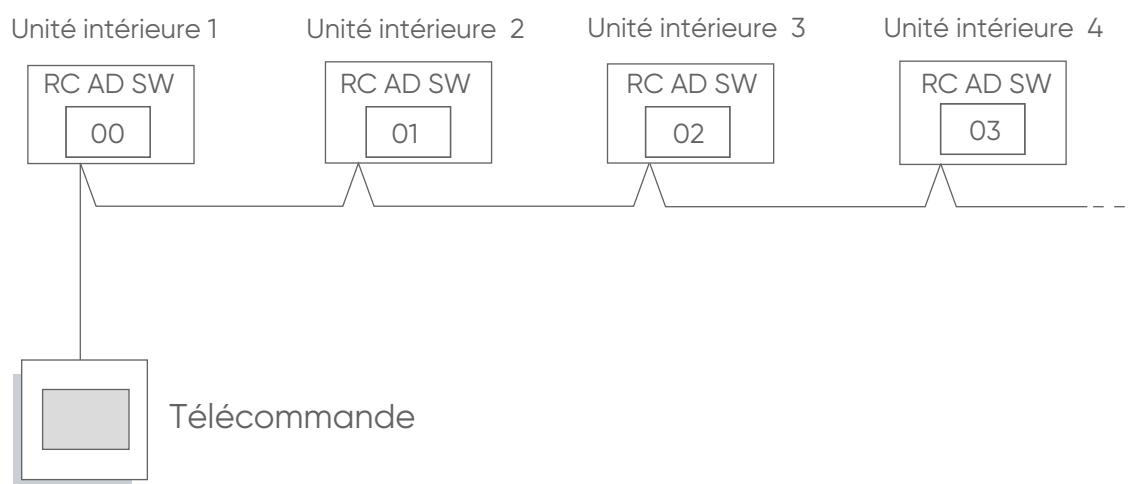 Unité intérieure 1 Unité intérieure 2 Unité intérieure 3 Unité intérieure 4
RC AD SW RC AD SW RC AD SW RC AD SW
00 01 02 03
Télécommande